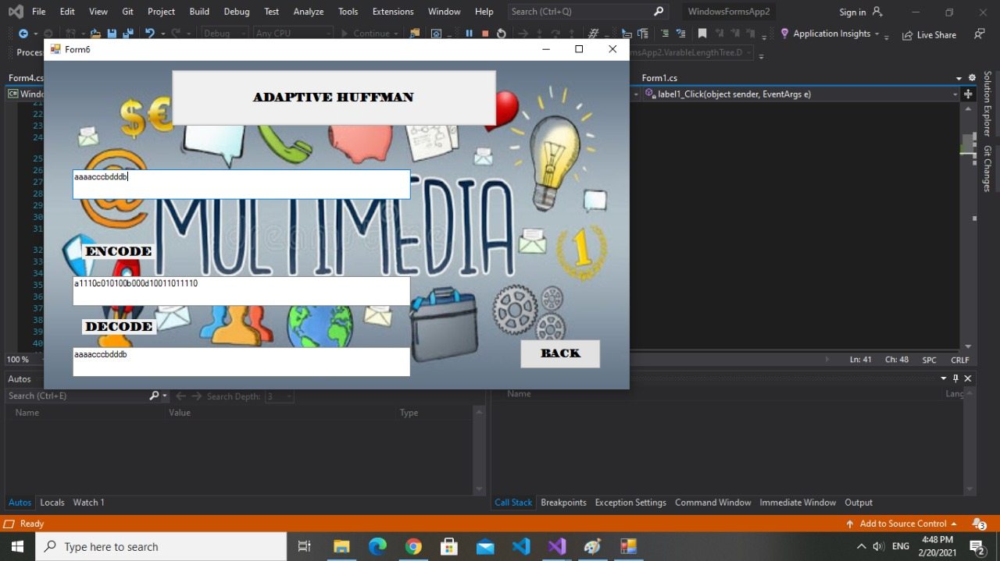 File Edit View Git Project Build Debug Test Analyze Tools Extensions Window Help Search (Ctrl+Q) WindowsFormsApp2 Sign in
Debug Any CPU Continue Application Insights Live Share
Form6
Form4.cs Form1.cs
label1_Click(object sender, EventArgs e)
ADAPTIVE HUFFMAN
22
23
24
25
26
27
28
29
30
31
32
33
34
35
36
37
38
39
40
aaaacccbdddb
MULTIMEDIA
ENCODE
a1110c010100b000d10011011110
DECODE
aaaacccbdddb
BACK
100 % Ln: 41 Ch: 48 SPC CRLF
Solution Explorer
Git Changes
Autos
Search (Ctrl+E) Search Depth: 3
Name Value Type
Name
Autos Locals Watch 1
Call Stack Breakpoints Exception Settings Command Window Immediate Window Output
Ready Add to Source Control 3
Type here to search ENG 4:48 PM
2/20/2021 2